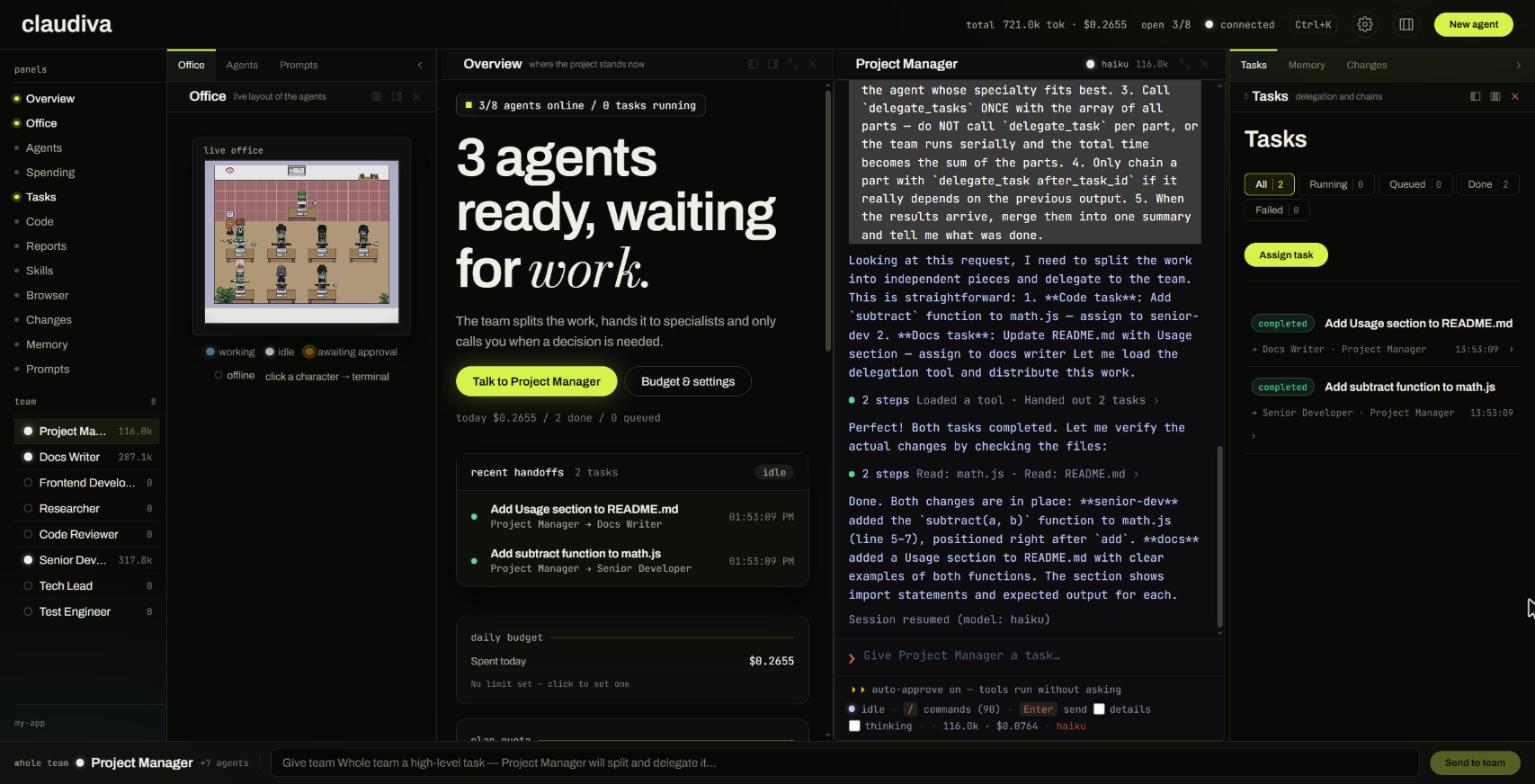 claudiva
total 721.0k tok · $0.2655 open 3/8 connected Ctrl+K New agent
panels
Overview
Office
Agents
Spending
Tasks
Code
Reports
Skills
Browser
Changes
Memory
Prompts
team 8
Project Ma... 116.0k
Docs Writer 287.1k
Frontend Develo... 0
Researcher 0
Code Reviewer 0
Senior Dev... 317.8k
Tech Lead 0
Test Engineer 0
my-app
Office Agents Prompts
Office live layout of the agents
live office
working idle awaiting approval
offline click a character → terminal
Overview where the project stands now
3/8 agents online / 0 tasks running
3 agents
ready, waiting
for work.
The team splits the work, hands it to specialists and only
calls you when a decision is needed.
Talk to Project Manager Budget & settings
today $0.2655 / 2 done / 0 queued
recent handoffs 2 tasks idle
Add Usage section to README.md
Project Manager → Docs Writer 01:53:09 PM
Add subtract function to math.js
Project Manager → Senior Developer 01:53:09 PM
daily budget
Spent today $0.2655
No limit set — click to set one
plan quota
Project Manager haiku 116.0k
the agent whose specialty fits best. 3. Call
`delegate_tasks` ONCE with the array of all
parts — do NOT call `delegate_task` per part, or
the team runs serially and the total time
becomes the sum of the parts. 4. Only chain a
part with `delegate_task after_task_id` if it
really depends on the previous output. 5. When
the results arrive, merge them into one summary
and tell me what was done.
Looking at this request, I need to split the work
into independent pieces and delegate to the team.
This is straightforward: 1. **Code task**: Add
`subtract` function to math.js — assign to senior-
dev 2. **Docs task**: Update README.md with Usage
section — assign to docs writer Let me load the
delegation tool and distribute this work.
2 steps Loaded a tool · Handed out 2 tasks ›
Perfect! Both tasks completed. Let me verify the
actual changes by checking the files:
2 steps Read: math.js · Read: README.md ›
Done. Both changes are in place: **senior-dev**
added the `subtract(a, b)` function to math.js
(line 5-7), positioned right after `add`. **docs**
added a Usage section to README.md with clear
examples of both functions. The section shows
import statements and expected output for each.
Session resumed (model: haiku)
❯ Give Project Manager a task…
auto-approve on — tools run without asking
idle · / commands (90) · Enter send details
thinking · · 116.0k · $0.0764 · haiku
Tasks Memory Changes
Tasks delegation and chains
Tasks
All 2 Running 0 Queued 0 Done 2
Failed 0
Assign task
completed Add Usage section to README.md
→ Docs Writer · Project Manager 13:53:09 ›
completed Add subtract function to math.js
→ Senior Developer · Project Manager 13:53:09
›
whole team Project Manager +7 agents Give team Whole team a high-level task — Project Manager will split and delegate it... Send to team